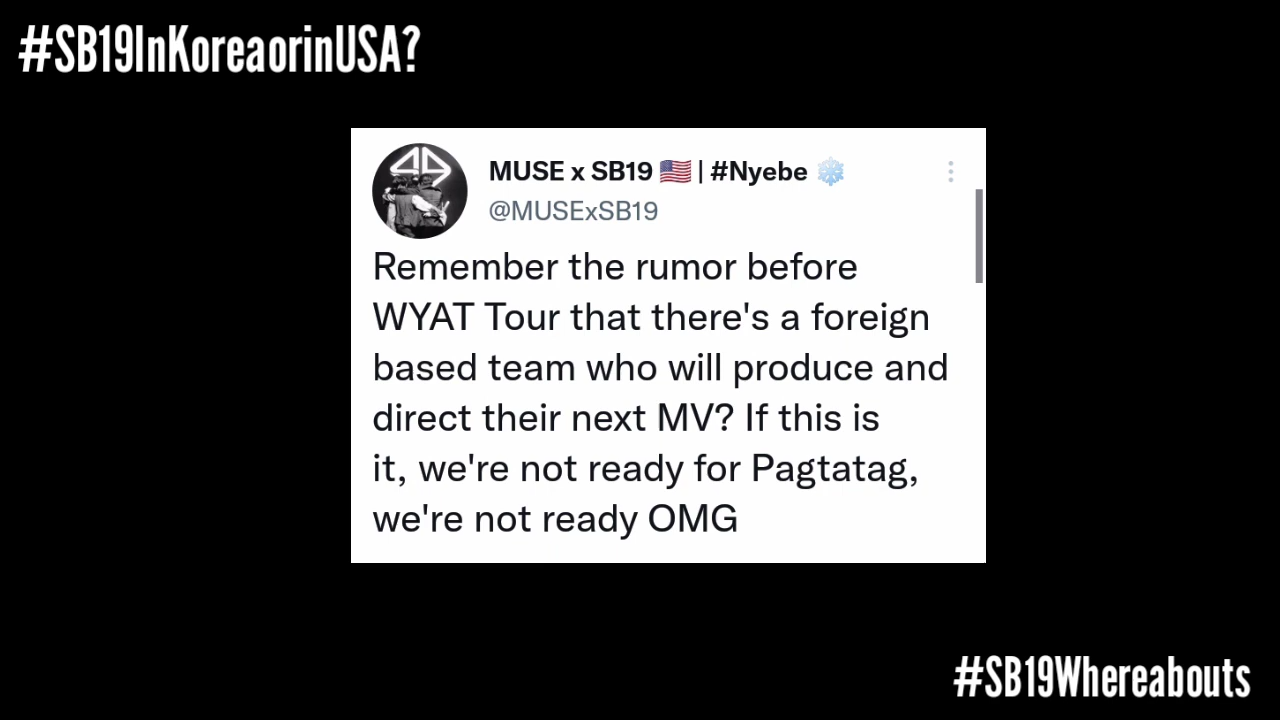 #SB19InKoreaorinUSA?
MUSE x SB19 🇺🇸 | #Nyebe ❄️
@MUSExSB19
Remember the rumor before
WYAT Tour that there's a foreign
based team who will produce and
direct their next MV? If this is
it, we're not ready for Pagtatag,
we're not ready OMG
#SB19Whereabouts